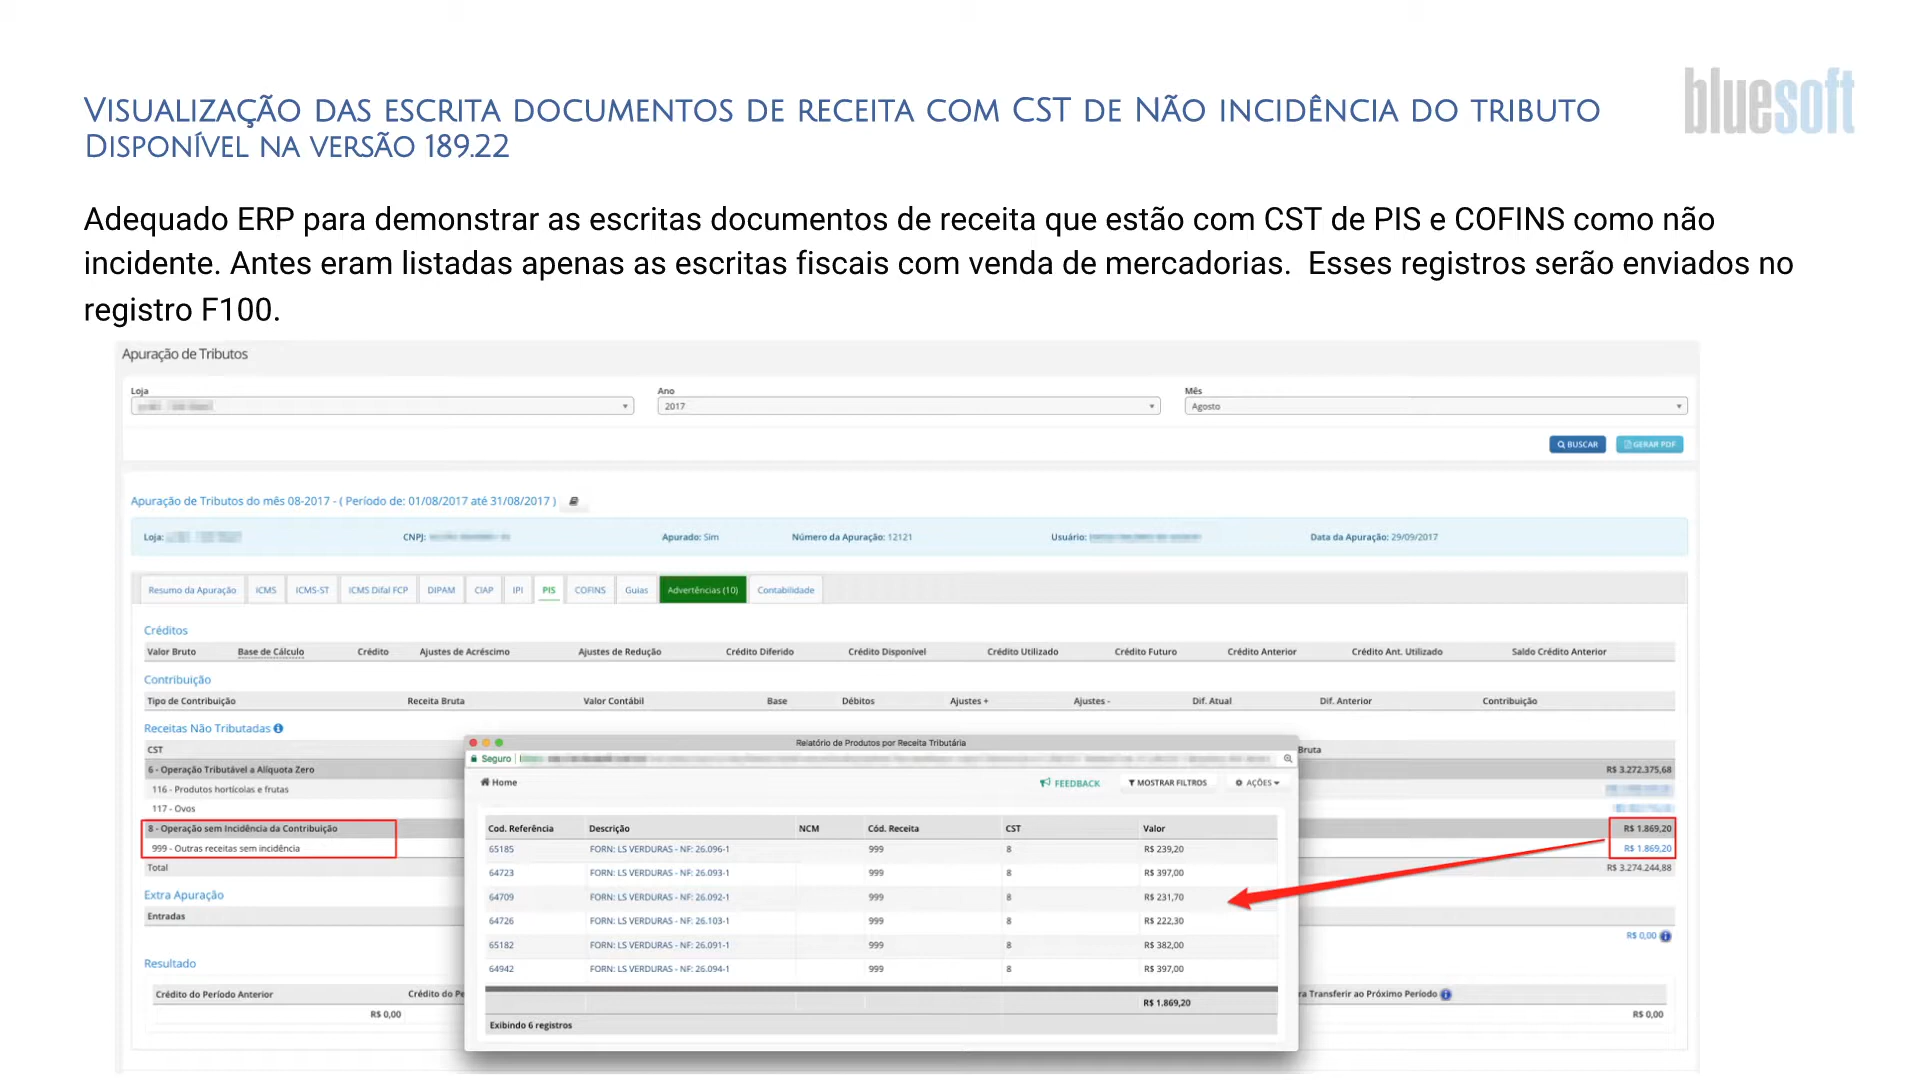 bluesoft
Visualização das escrita documentos de receita com CST de Não incidência do tributo
Disponível na versão 189.22
Adequado ERP para demonstrar as escritas documentos de receita que estão com CST de PIS e COFINS como não
incidente. Antes eram listadas apenas as escritas fiscais com venda de mercadorias. Esses registros serão enviados no
registro F100.
Apuração de Tributos
Loja Ano Mês
2017 Agosto
BUSCAR GERAR PDF
Apuração de Tributos do mês 08-2017 - ( Período de: 01/08/2017 até 31/08/2017 )
Loja: CNPJ: Apurado: Sim Número da Apuração: 12121 Usuário: Data da Apuração: 29/09/2017
Resumo da Apuração ICMS ICMS-ST ICMS Difal FCP DIPAM CIAP IPI PIS COFINS Guias Advertências (10) Contabilidade
Créditos
Valor Bruto Base de Cálculo Crédito Ajustes de Acréscimo Ajustes de Redução Crédito Diferido Crédito Disponível Crédito Utilizado Crédito Futuro Crédito Anterior Crédito Ant. Utilizado Saldo Crédito Anterior
Contribuição
Tipo de Contribuição Receita Bruta Valor Contábil Base Débitos Ajustes + Ajustes - Dif. Atual Dif. Anterior Contribuição
Receitas Não Tributadas
CST Bruta
6 - Operação Tributável a Alíquota Zero R$ 3.272.375,68
116 - Produtos hortícolas e frutas
117 - Ovos
8 - Operação sem Incidência da Contribuição R$ 1.869,20
999 - Outras receitas sem incidência R$ 1.869,20
Total R$ 3.274.244,88
Extra Apuração
Entradas
R$ 0,00
Resultado
Crédito do Período Anterior Crédito do Pe ra Transferir ao Próximo Período
R$ 0,00 R$ 0,00
Relatório de Produtos por Receita Tributária
Seguro
Home FEEDBACK MOSTRAR FILTROS AÇÕES
Cod. Referência Descrição NCM Cód. Receita CST Valor
65185 FORN: LS VERDURAS - NF: 26.096-1 999 8 R$ 239,20
64723 FORN: LS VERDURAS - NF: 26.093-1 999 8 R$ 397,00
64709 FORN: LS VERDURAS - NF: 26.092-1 999 8 R$ 231,70
64726 FORN: LS VERDURAS - NF: 26.103-1 999 8 R$ 222,30
65182 FORN: LS VERDURAS - NF: 26.091-1 999 8 R$ 382,00
64942 FORN: LS VERDURAS - NF: 26.094-1 999 8 R$ 397,00
R$ 1.869,20
Exibindo 6 registros